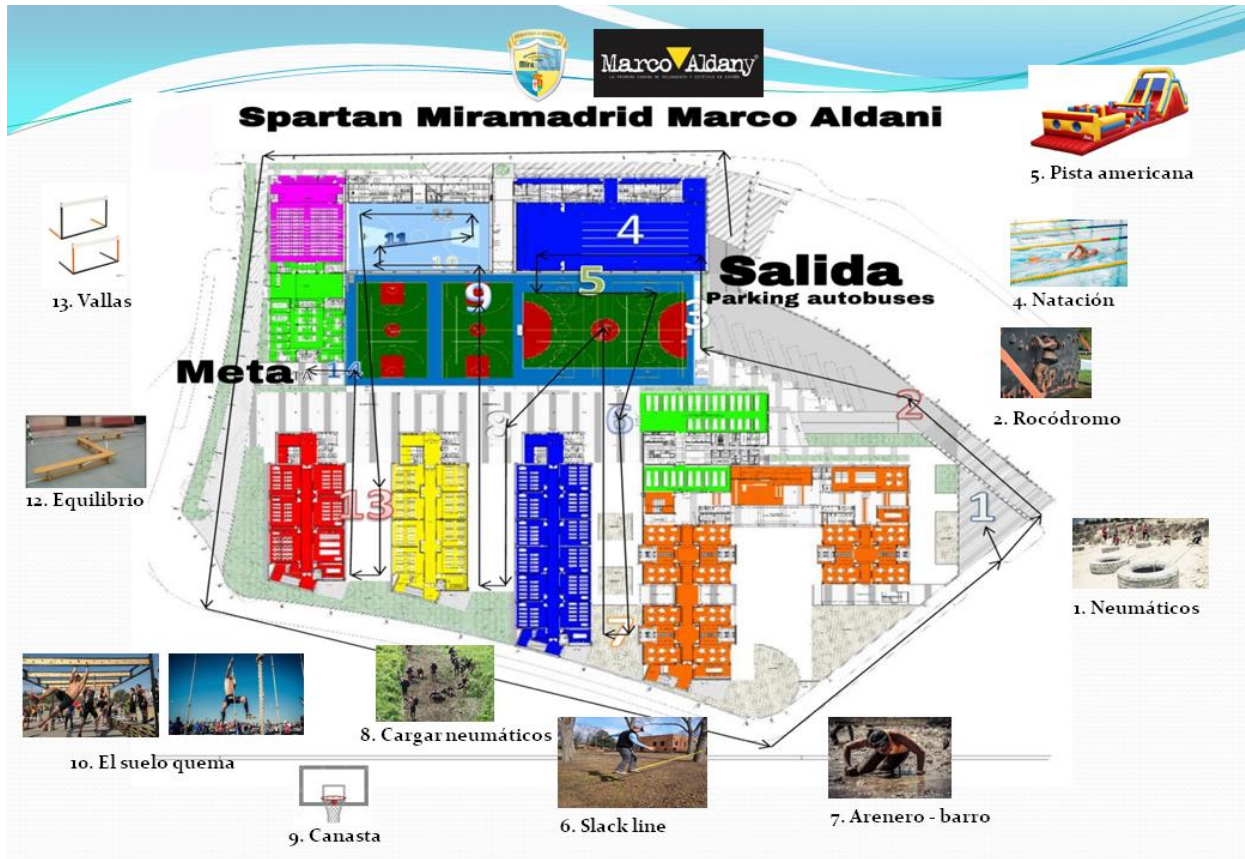 Marco Aldany
Spartan Miramadrid Marco Aldani
5. Pista americana
4
Salida
Parking autobuses
12
11
10
5
9
3
13. Vallas
4. Natación
Meta
14
6
8
2
2. Rocódromo
12. Equilibrio
13
1
1. Neumáticos
7
10. El suelo quema
8. Cargar neumáticos
9. Canasta
6. Slack line
7. Arenero - barro